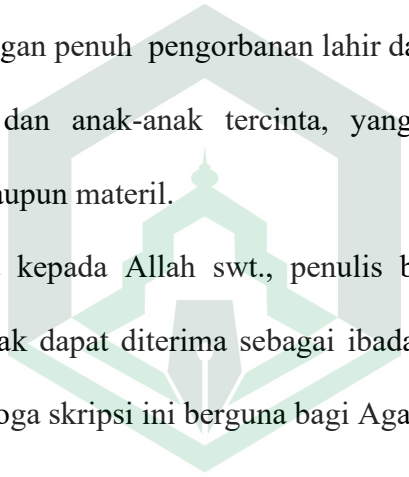 gan penuh pengorbanan lahir da
dan anak-anak tercinta, yang
aupun materil.
kepada Allah swt., penulis b
ak dapat diterima sebagai ibada
oga skripsi ini berguna bagi Aga